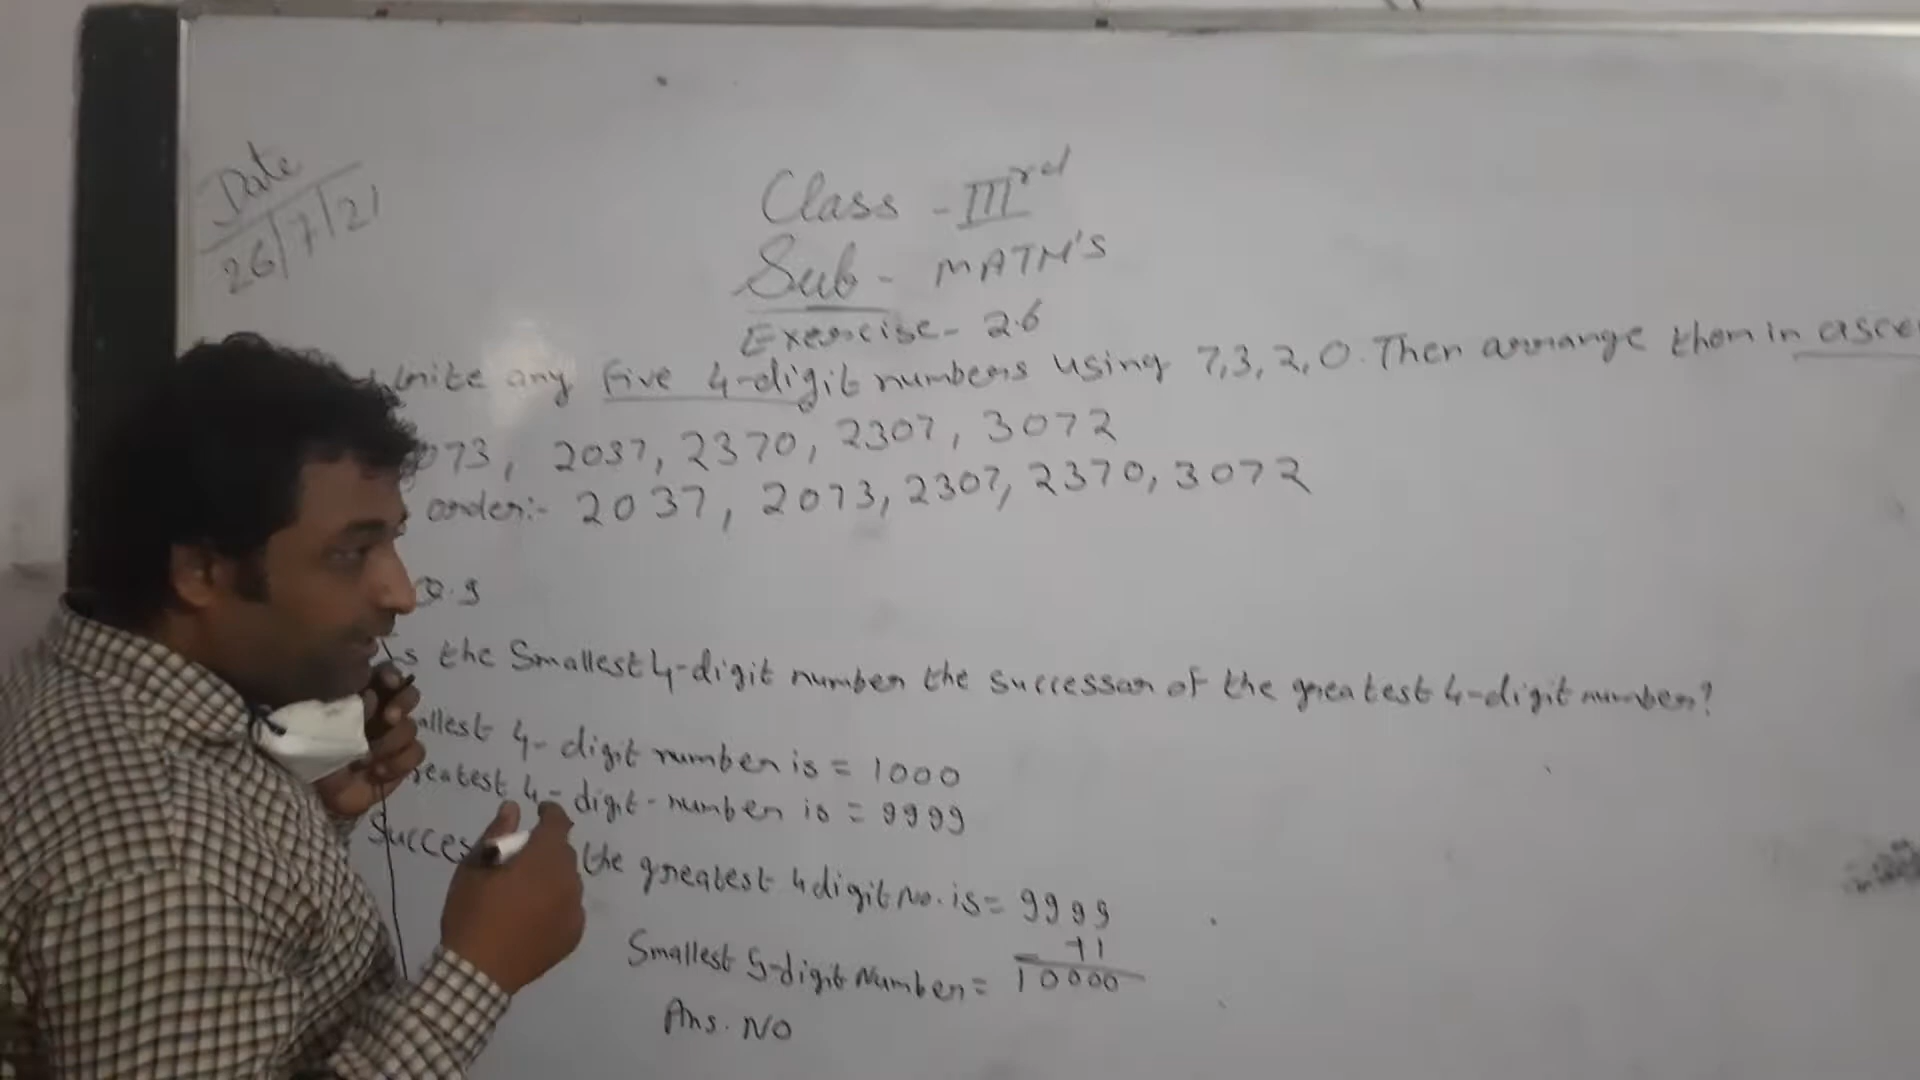 Date
26/7/21
Class - IIIrd
Sub - MATH'S
Exercise - 2.6
Write any Five 4-digit numbers using 7,3,2,0. Then arrange them in asce
073, 2037, 2370, 2307, 3072
order:- 2037, 2073, 2307, 2370, 3072
Q.9
Is the Smallest 4-digit number the successor of the greatest 4-digit number?
allest 4-digit number is = 1000
reatest 4-digit-number is = 9999
Succes the greatest 4 digit No. is = 9999
+1
Smallest 5-digit Number = 10000
Ans. NO